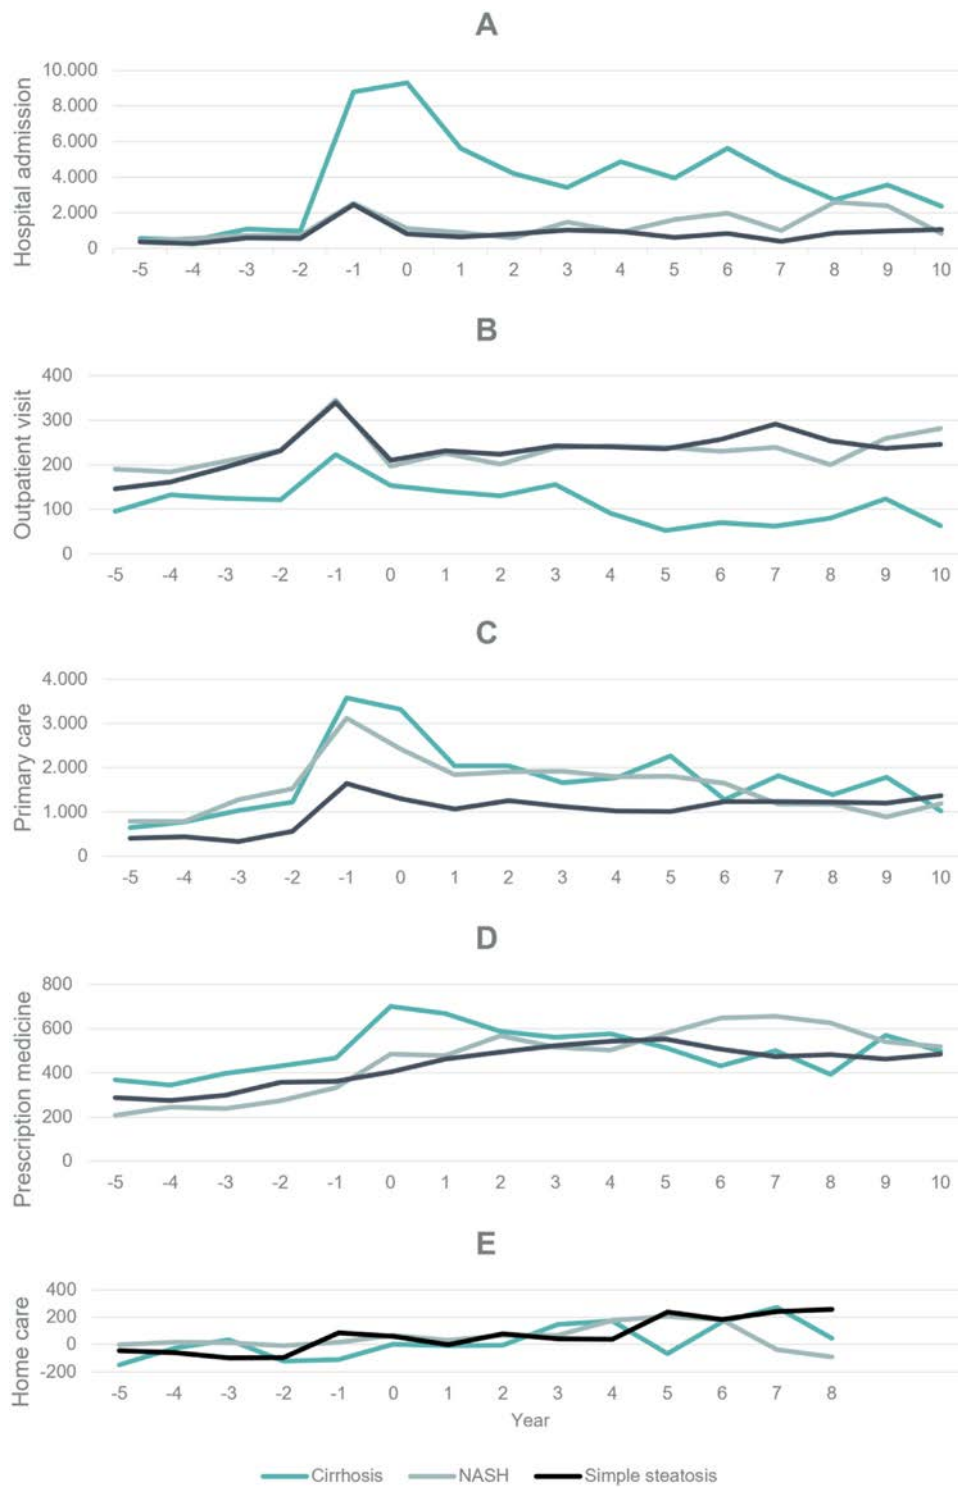 A
Hospital admission
10.000
8.000
6.000
4.000
2.000
0
-5 -4 -3 -2 -1 0 1 2 3 4 5 6 7 8 9 10
B
Outpatient visit
400
300
200
100
0
-5 -4 -3 -2 -1 0 1 2 3 4 5 6 7 8 9 10
C
Primary care
4.000
3.000
2.000
1.000
0
-5 -4 -3 -2 -1 0 1 2 3 4 5 6 7 8 9 10
D
Prescription medicine
800
600
400
200
0
-5 -4 -3 -2 -1 0 1 2 3 4 5 6 7 8 9 10
E
Home care
400
200
0
-200
-5 -4 -3 -2 -1 0 1 2 3 4 5 6 7 8
Year
Cirrhosis NASH Simple steatosis